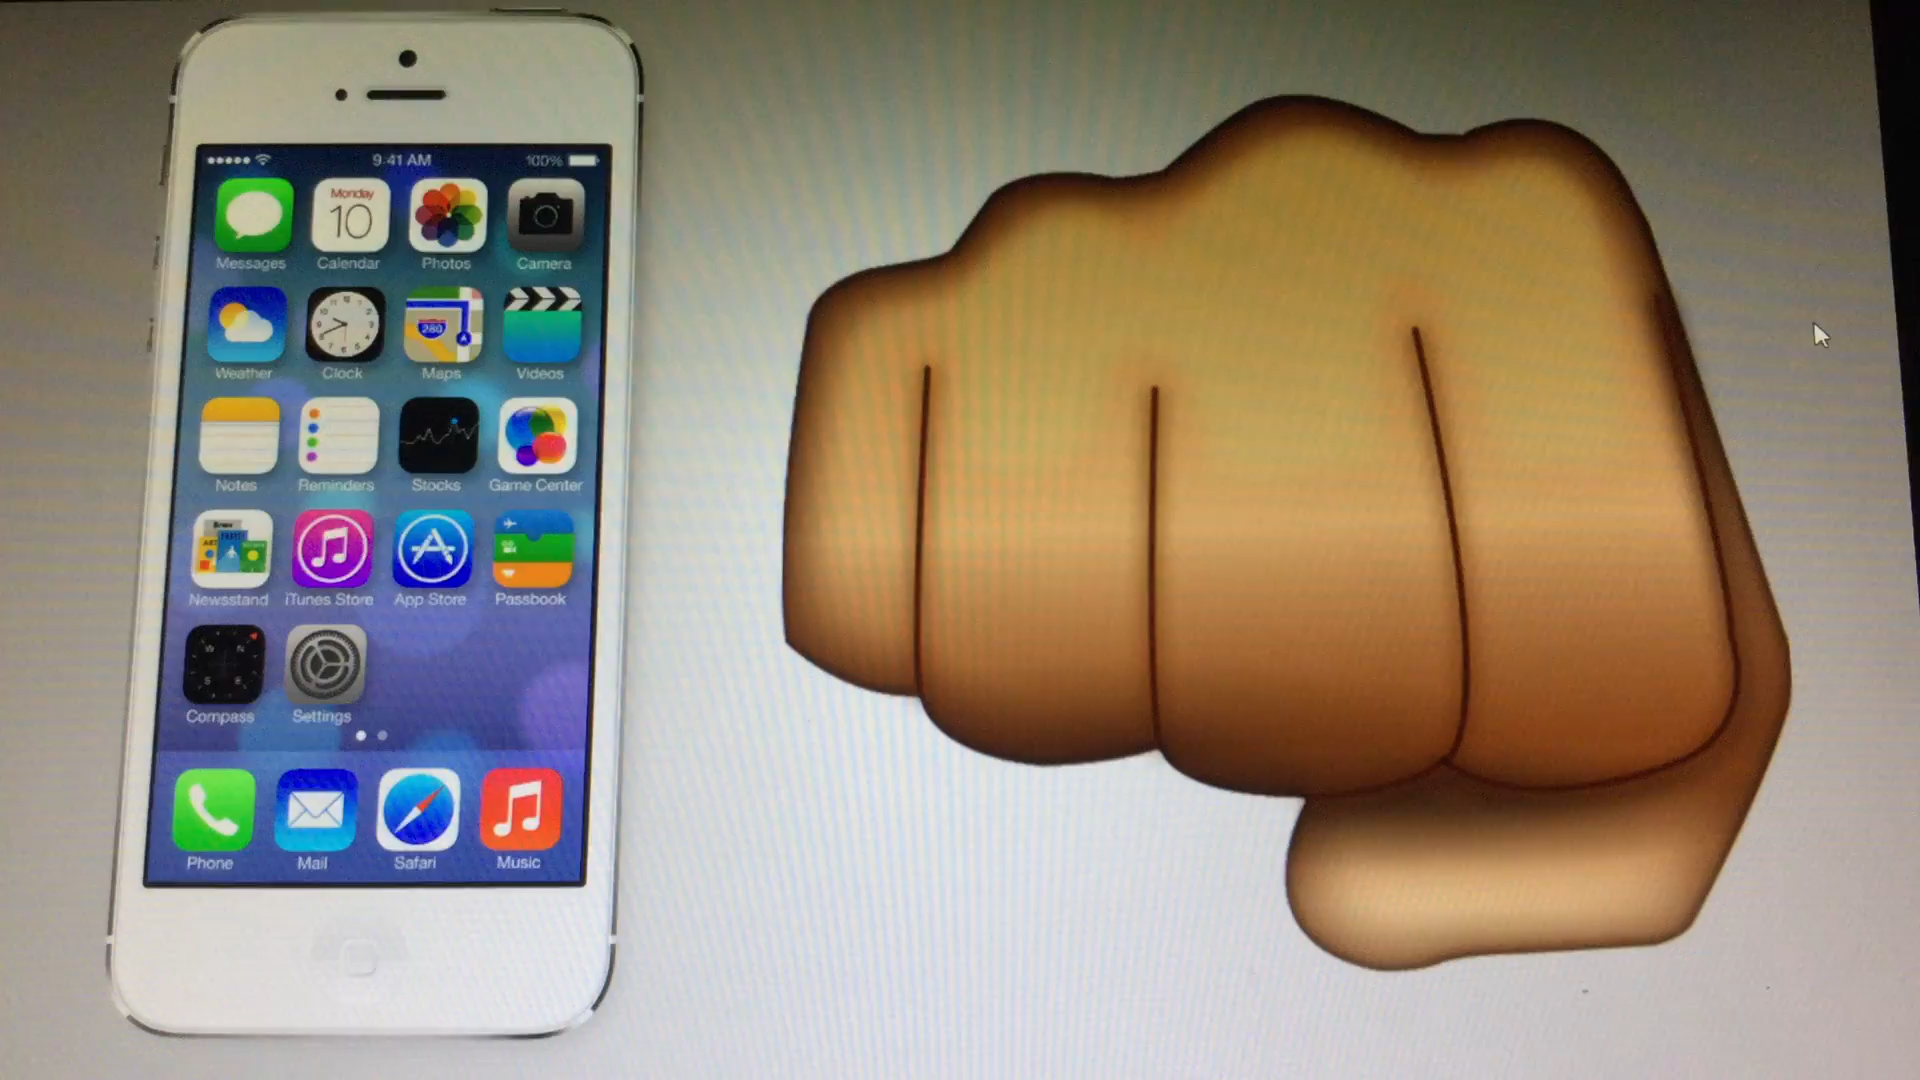 9:41 AM 100%
Monday
10
Messages Calendar Photos Camera
280
Weather Clock Maps Videos
Notes Reminders Stocks Game Center
Newsstand iTunes Store App Store Passbook
W N
S E
Compass Settings
Phone Mail Safari Music